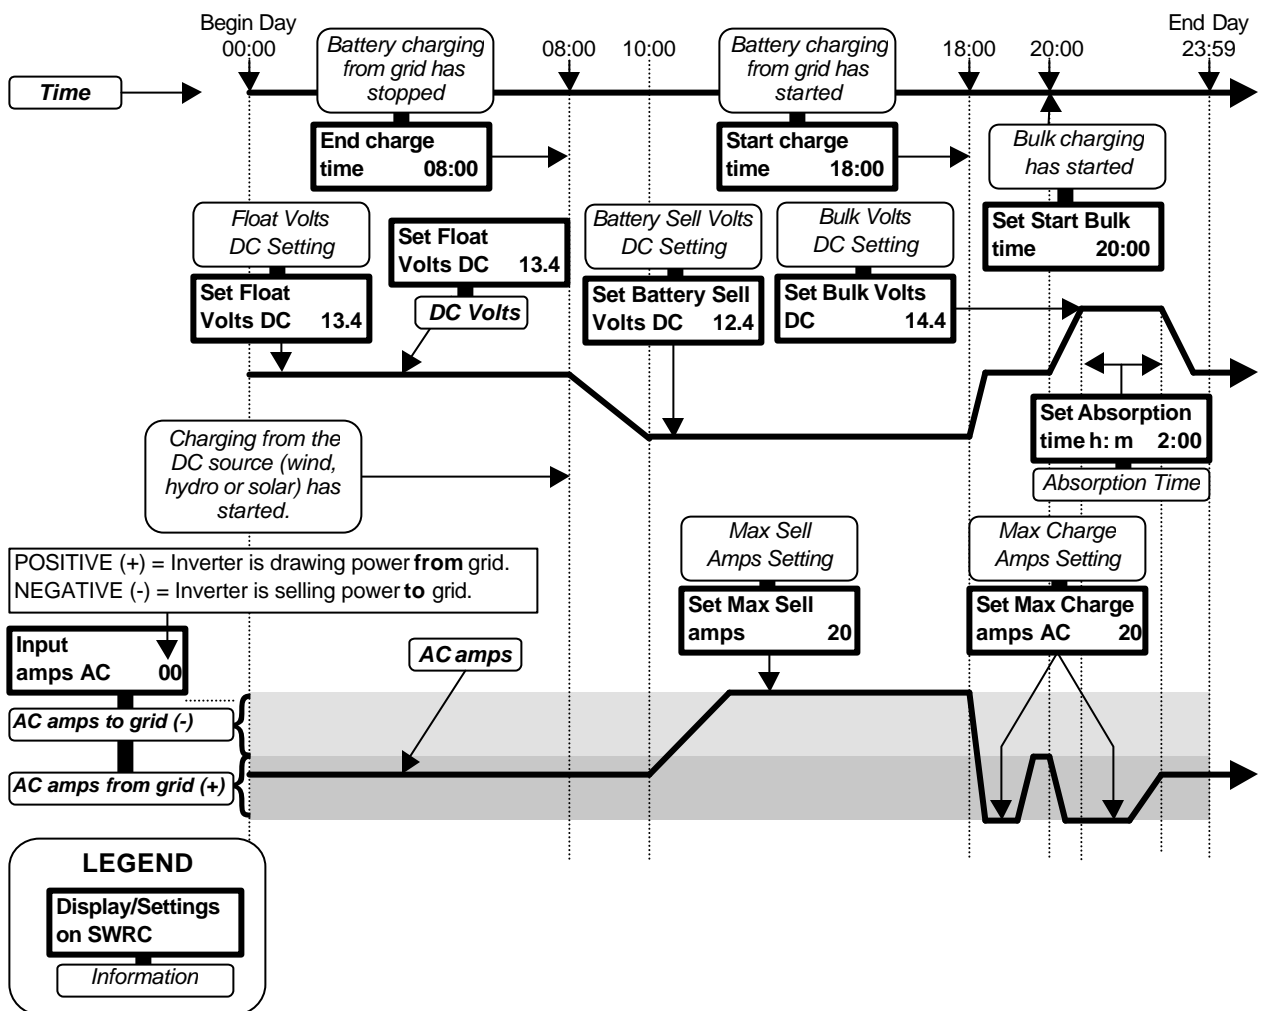 Begin Day
00:00
Battery charging
from grid has
stopped
08:00
10:00
Battery charging
from grid has
started
18:00
20:00
End Day
23:59
Time
End charge
time 08:00
Start charge
time 18:00
Bulk charging
has started
Float Volts
DC Setting
Set Float
Volts DC 13.4
Battery Sell Volts
DC Setting
Bulk Volts
DC Setting
Set Start Bulk
time 20:00
Set Float
Volts DC 13.4
DC Volts
Set Battery Sell
Volts DC 12.4
Set Bulk Volts
DC 14.4
Set Absorption
time h: m 2:00
Absorption Time
Charging from the
DC source (wind,
hydro or solar) has
started.
Max Sell
Amps Setting
Max Charge
Amps Setting
POSITIVE (+) = Inverter is drawing power from grid.
NEGATIVE (-) = Inverter is selling power to grid.
Set Max Sell
amps 20
Set Max Charge
amps AC 20
Input
amps AC 00
AC amps
AC amps to grid (-)
AC amps from grid (+)
LEGEND
Display/Settings
on SWRC
Information